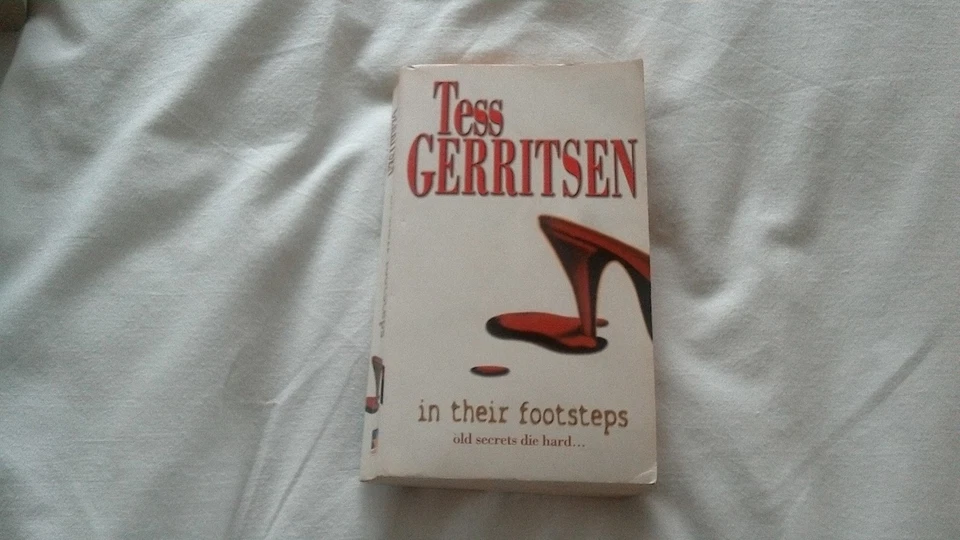 Tess
GERRITSEN
in their footsteps
old secrets die hard...